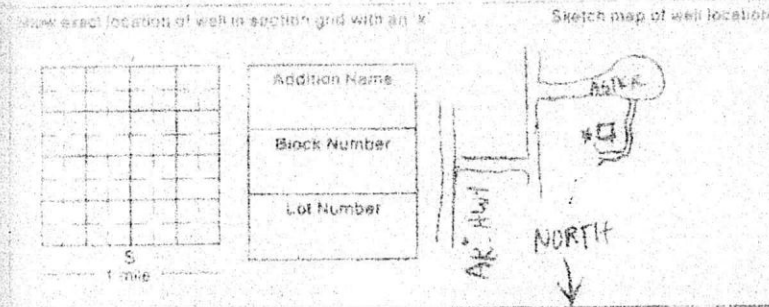 Show exact location of well in section grid with an 'x'
Sketch map of well location
Addition Name
Block Number
Lot Number
S
1 mile
AK. HWY
NORTH